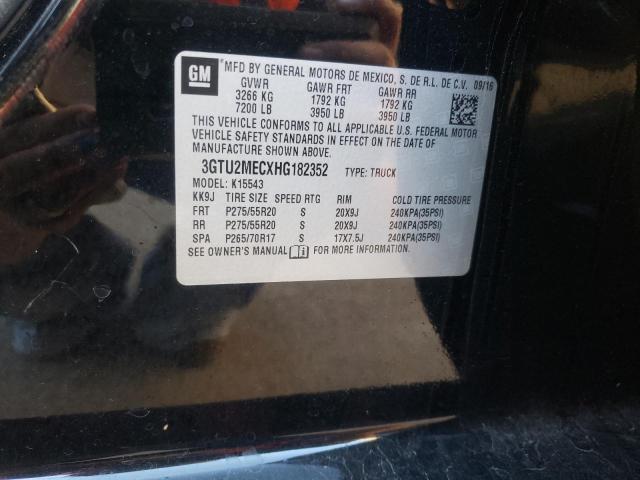 GM
MFD BY GENERAL MOTORS DE MEXICO, S. DE R.L. DE C.V. 09/16
GVWR GAWR FRT GAWR RR
3266 KG 1792 KG 1792 KG
7200 LB 3950 LB 3950 LB
THIS VEHICLE CONFORMS TO ALL APPLICABLE U.S. FEDERAL MOTOR
VEHICLE SAFETY STANDARDS IN EFFECT ON THE DATE OF
MANUFACTURE SHOWN ABOVE.
3GTU2MECXHG182352 TYPE: TRUCK
MODEL: K15543
KK9J TIRE SIZE SPEED RTG RIM COLD TIRE PRESSURE
FRT P275/55R20 S 20X9J 240KPA(35PSI)
RR P275/55R20 S 20X9J 240KPA(35PSI)
SPA P265/70R17 S 17X7.5J 240KPA(35PSI)
SEE OWNER'S MANUAL FOR MORE INFORMATION.